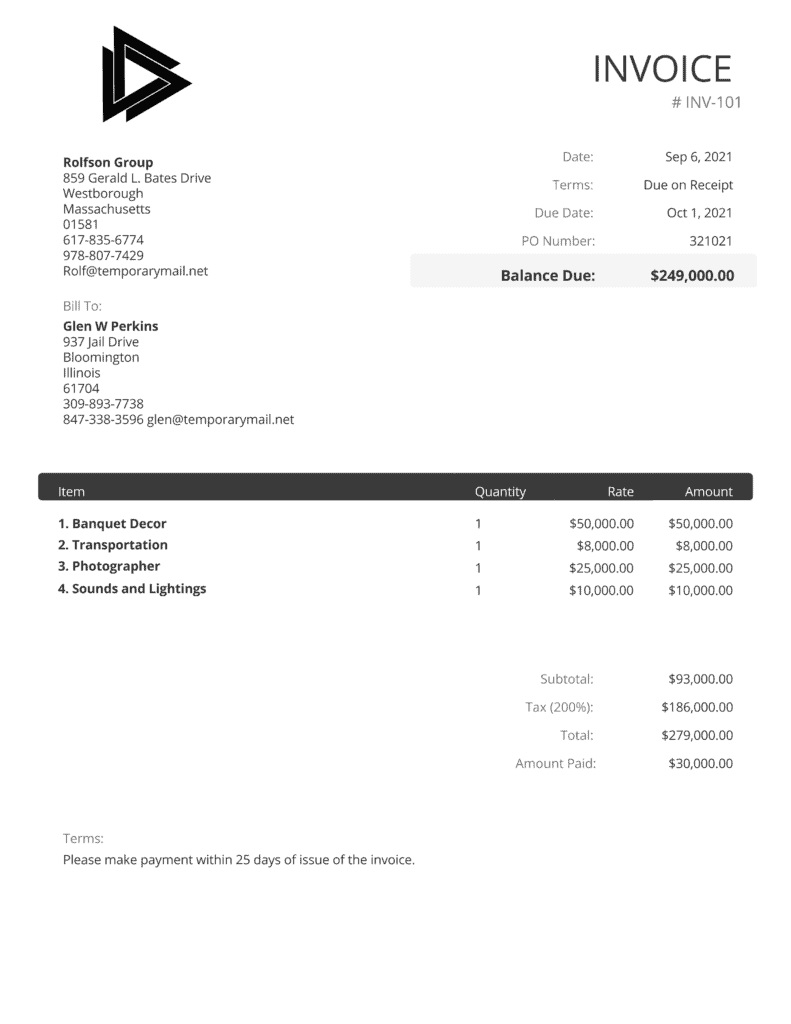 INVOICE
# INV-101
Rolfson Group
859 Gerald L. Bates Drive
Westborough
Massachusetts
01581
617-835-6774
978-807-7429
Rolf@temporarymail.net
Date: Sep 6, 2021
Terms: Due on Receipt
Due Date: Oct 1, 2021
PO Number: 321021
Balance Due: $249,000.00
Bill To:
Glen W Perkins
937 Jail Drive
Bloomington
Illinois
61704
309-893-7738
847-338-3596 glen@temporarymail.net
Item Quantity Rate Amount
1. Banquet Decor 1 $50,000.00 $50,000.00
2. Transportation 1 $8,000.00 $8,000.00
3. Photographer 1 $25,000.00 $25,000.00
4. Sounds and Lightings 1 $10,000.00 $10,000.00
Subtotal: $93,000.00
Tax (200%): $186,000.00
Total: $279,000.00
Amount Paid: $30,000.00
Terms:
Please make payment within 25 days of issue of the invoice.